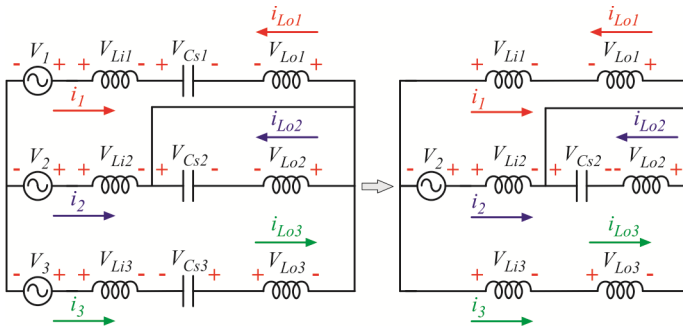 i_Lo1 i_Lo1
V_1 V_Li1 V_Cs1 V_Lo1 V_Li1 V_Lo1
- + + - + - - + + - - +
i_1 i_1
i_Lo2 i_Lo2
V_2 V_Li2 V_Cs2 V_Lo2 V_2 V_Li2 V_Cs2 V_Lo2
- + + - + - - + - + + - + - - +
i_2 i_Lo3 i_2 i_Lo3
V_3 V_Li3 V_Cs3 V_Lo3 V_Li3 V_Lo3
- + + - - + + - + - + -
i_3 i_3